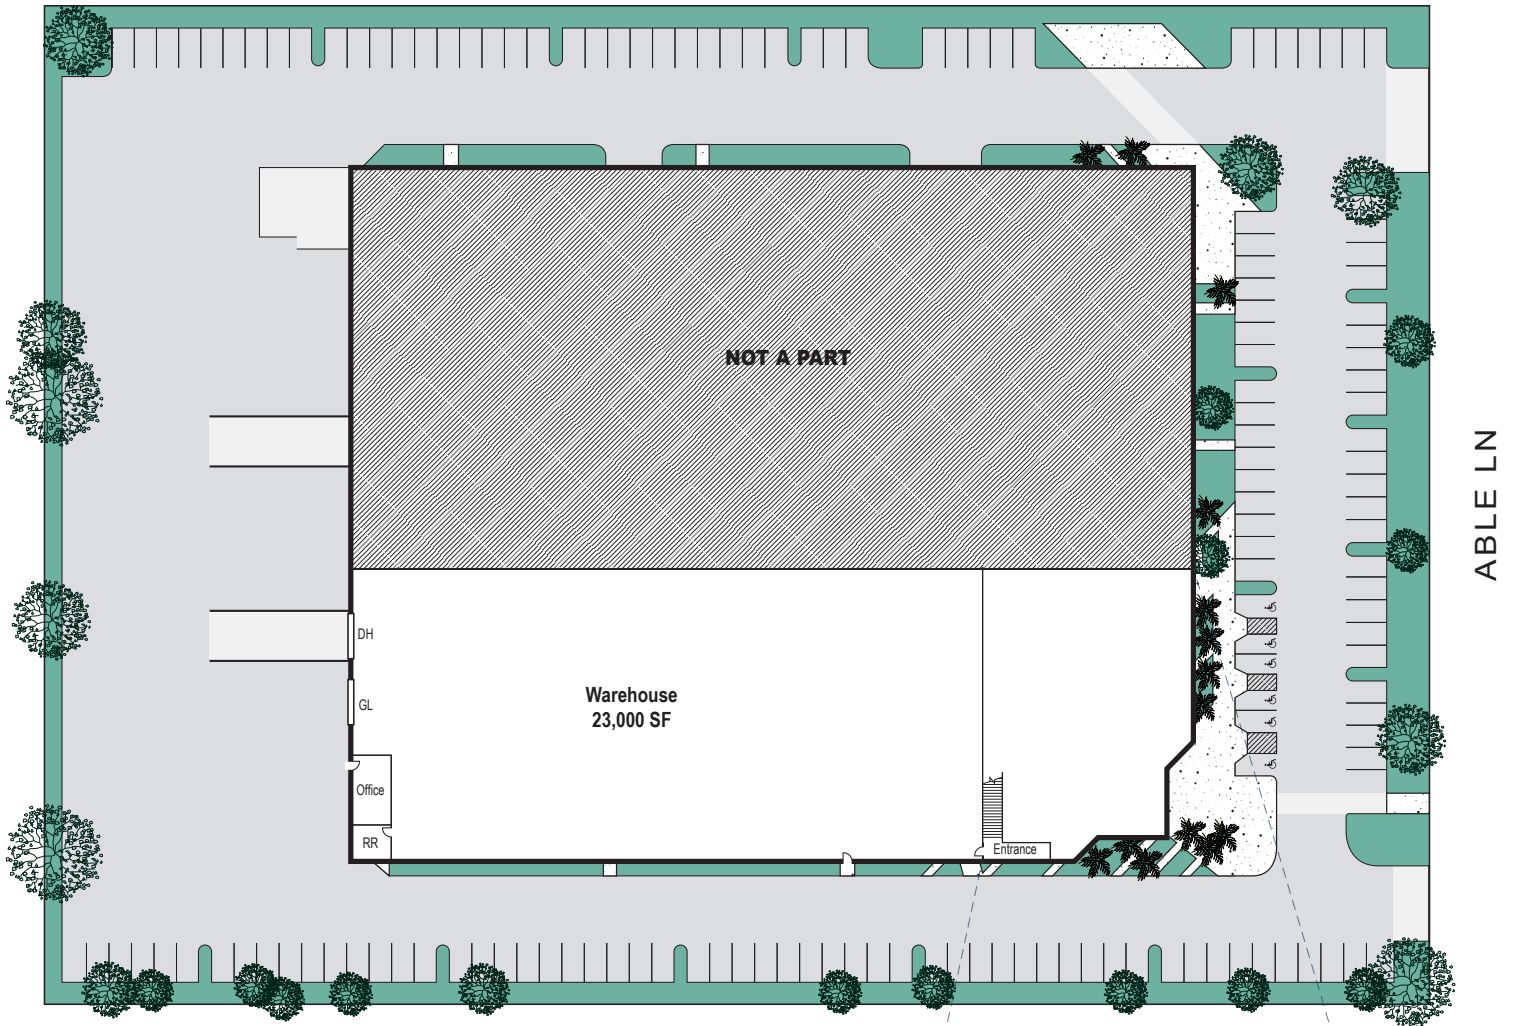 NOT A PART
ABLE LN
DH
Warehouse
23,000 SF
GL
Office
RR
Entrance